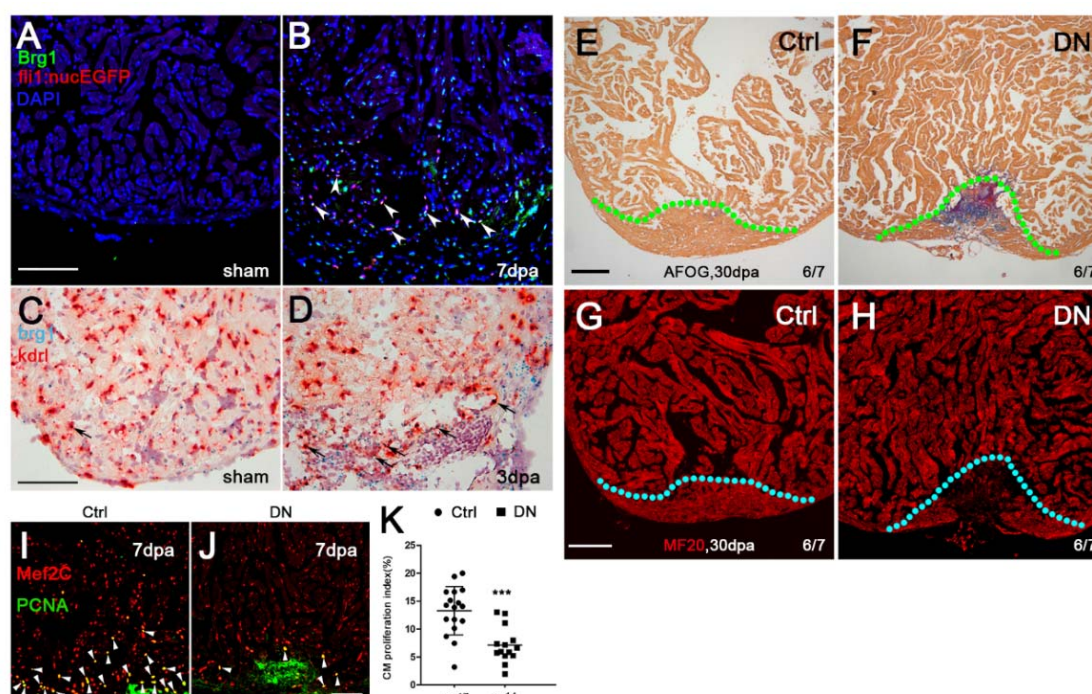 A
Brg1
fli1:nucEGFP
DAPI
sham
B
7dpa
C
brg1
kdrl
sham
D
3dpa
E
Ctrl
AFOG,30dpa
6/7
F
DN
6/7
G
Ctrl
MF20,30dpa
6/7
H
DN
6/7
Ctrl
I
7dpa
Mef2C
PCNA
DN
J
7dpa
K
Ctrl
DN
CM proliferation index(%)
25
20
15
10
5
0
***